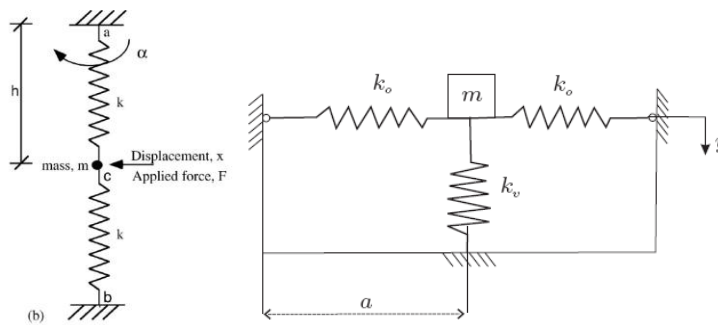 a
α
h
k
Displacement, x
mass, m
c
Applied force, F
k
b
(b)
k_o
m
k_o
k_v
a